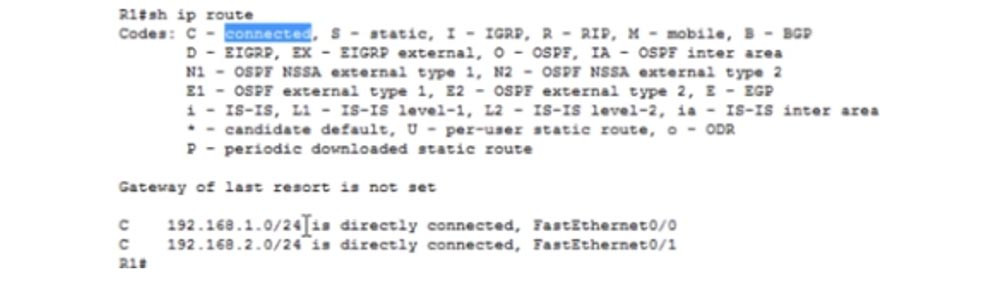 R1#sh ip route
Codes: C - connected, S - static, I - IGRP, R - RIP, M - mobile, B - BGP
D - EIGRP, EX - EIGRP external, O - OSPF, IA - OSPF inter area
N1 - OSPF NSSA external type 1, N2 - OSPF NSSA external type 2
E1 - OSPF external type 1, E2 - OSPF external type 2, E - EGP
i - IS-IS, L1 - IS-IS level-1, L2 - IS-IS level-2, ia - IS-IS inter area
* - candidate default, U - per-user static route, o - ODR
P - periodic downloaded static route
Gateway of last resort is not set
C 192.168.1.0/24 is directly connected, FastEthernet0/0
C 192.168.2.0/24 is directly connected, FastEthernet0/1
R1#